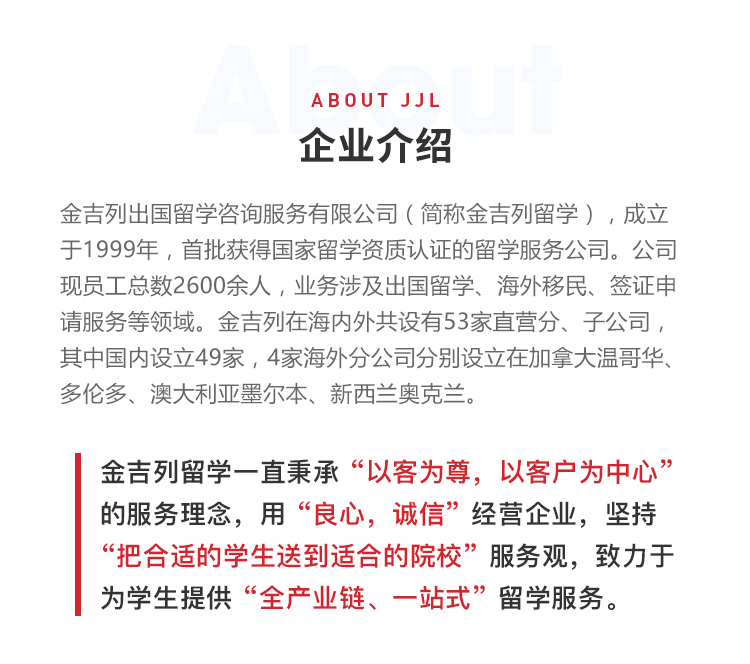 About
ABOUT JJL
企业介绍
金吉列出国留学咨询服务有限公司（简称金吉列留学），成立
于1999年，首批获得国家留学资质认证的留学服务公司。公司
现员工总数2600余人，业务涉及出国留学、海外移民、签证申
请服务等领域。金吉列在海内外共设有53家直营分、子公司，
其中国内设立49家，4家海外分公司分别设立在加拿大温哥华、
多伦多、澳大利亚墨尔本、新西兰奥克兰。
金吉列留学一直秉承“以客为尊，以客户为中心”
的服务理念，用“良心，诚信”经营企业，坚持
“把合适的学生送到适合的院校”服务观，致力于
为学生提供“全产业链、一站式”留学服务。